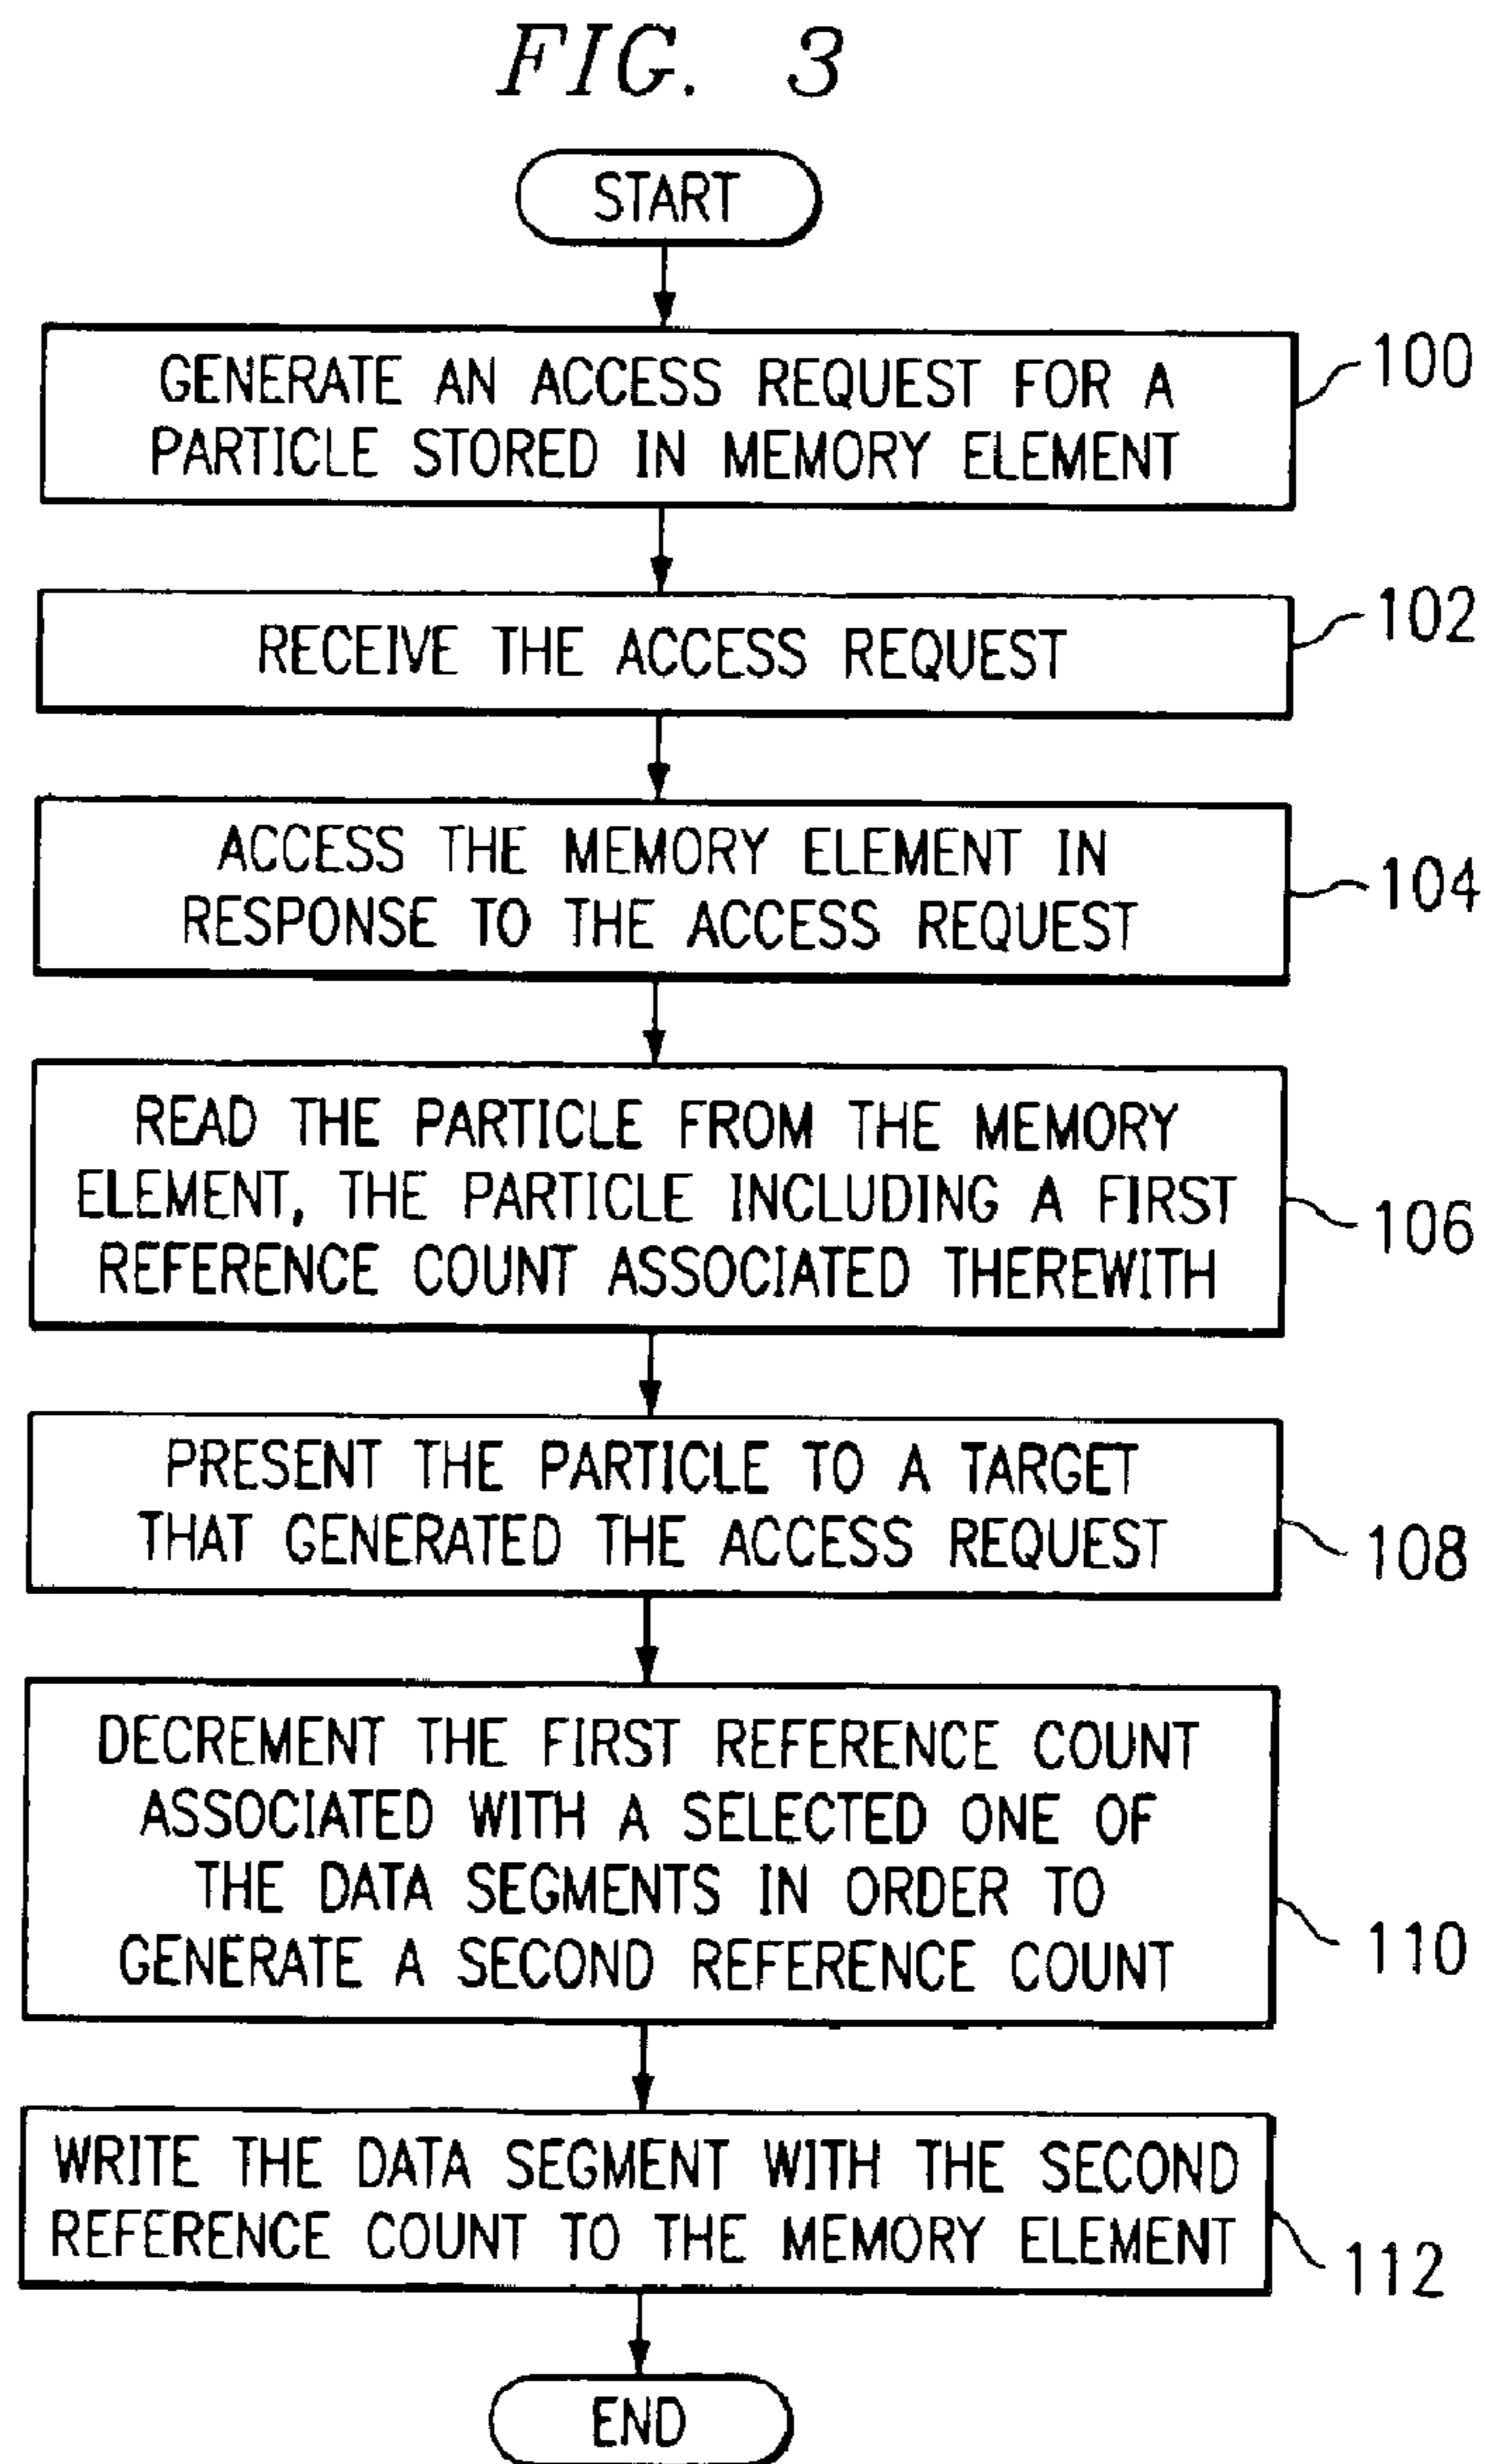 FIG. 3
START
GENERATE AN ACCESS REQUEST FOR A
PARTICLE STORED IN MEMORY ELEMENT
100
RECEIVE THE ACCESS REQUEST
102
ACCESS THE MEMORY ELEMENT IN
RESPONSE TO THE ACCESS REQUEST
104
READ THE PARTICLE FROM THE MEMORY
ELEMENT, THE PARTICLE INCLUDING A FIRST
REFERENCE COUNT ASSOCIATED THEREWITH
106
PRESENT THE PARTICLE TO A TARGET
THAT GENERATED THE ACCESS REQUEST
108
DECREMENT THE FIRST REFERENCE COUNT
ASSOCIATED WITH A SELECTED ONE OF
THE DATA SEGMENTS IN ORDER TO
GENERATE A SECOND REFERENCE COUNT
110
WRITE THE DATA SEGMENT WITH THE SECOND
REFERENCE COUNT TO THE MEMORY ELEMENT
112
END